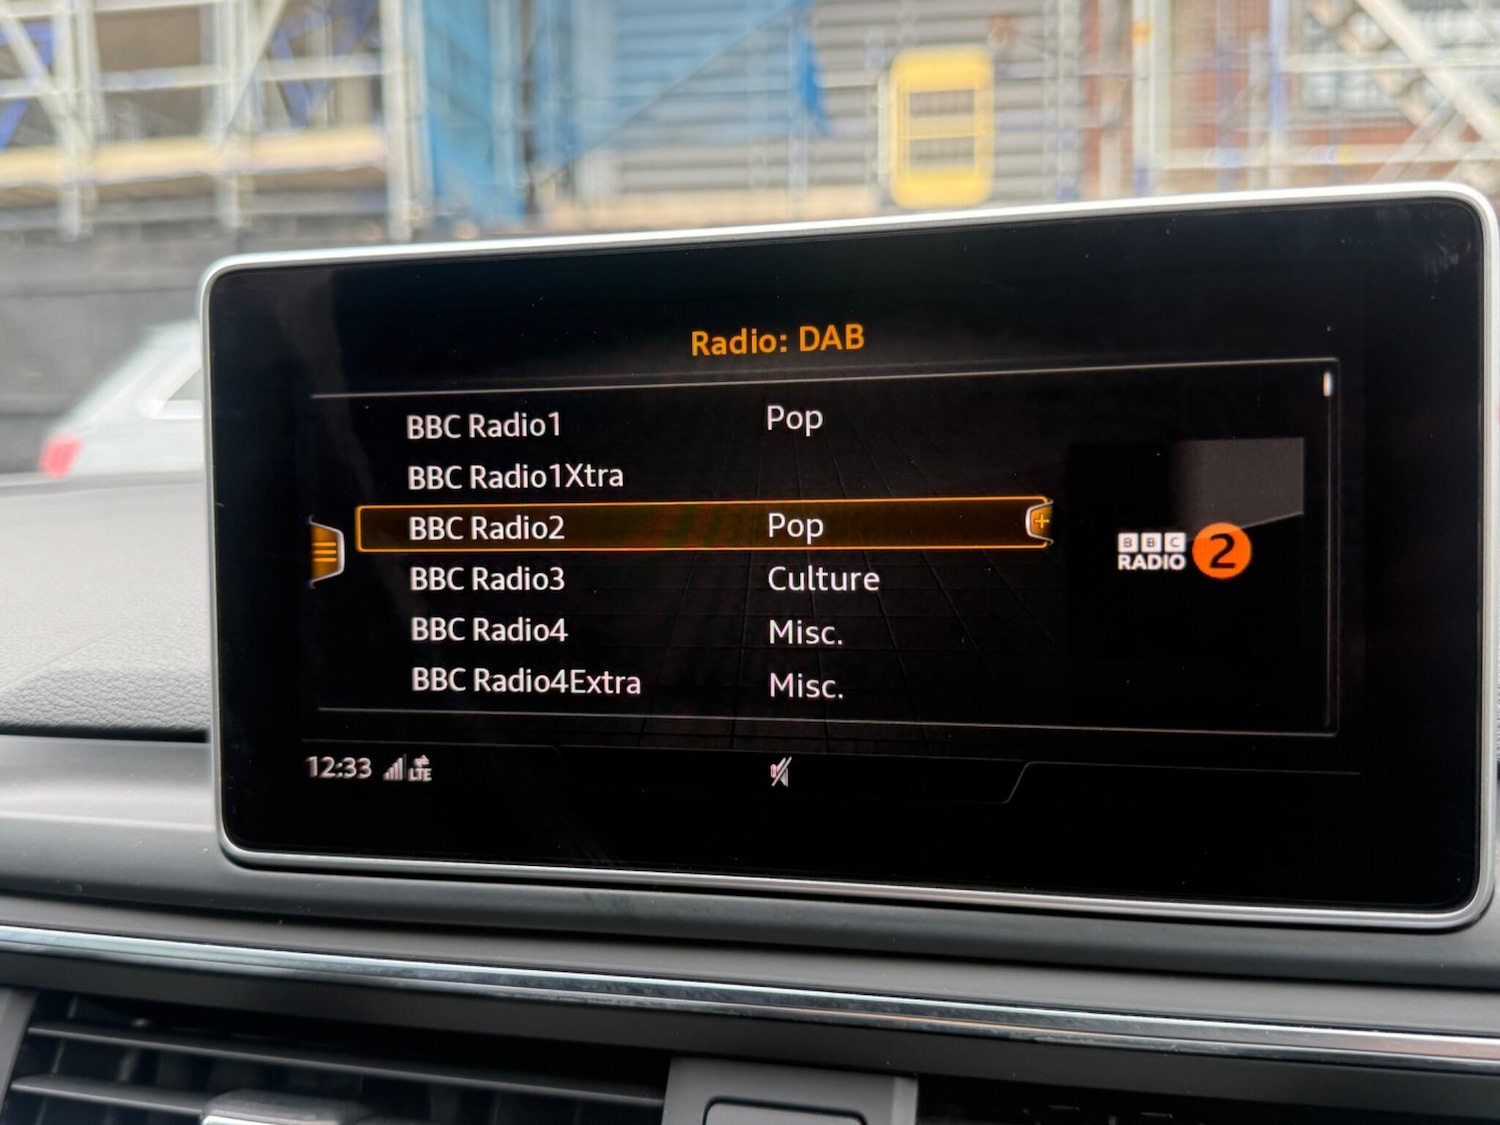 Radio: DAB
BBC Radio1 Pop
BBC Radio1Xtra
BBC Radio2 Pop
BBC Radio3 Culture
BBC Radio4 Misc.
BBC Radio4Extra Misc.
BBC
RADIO 2
12:33 LTE